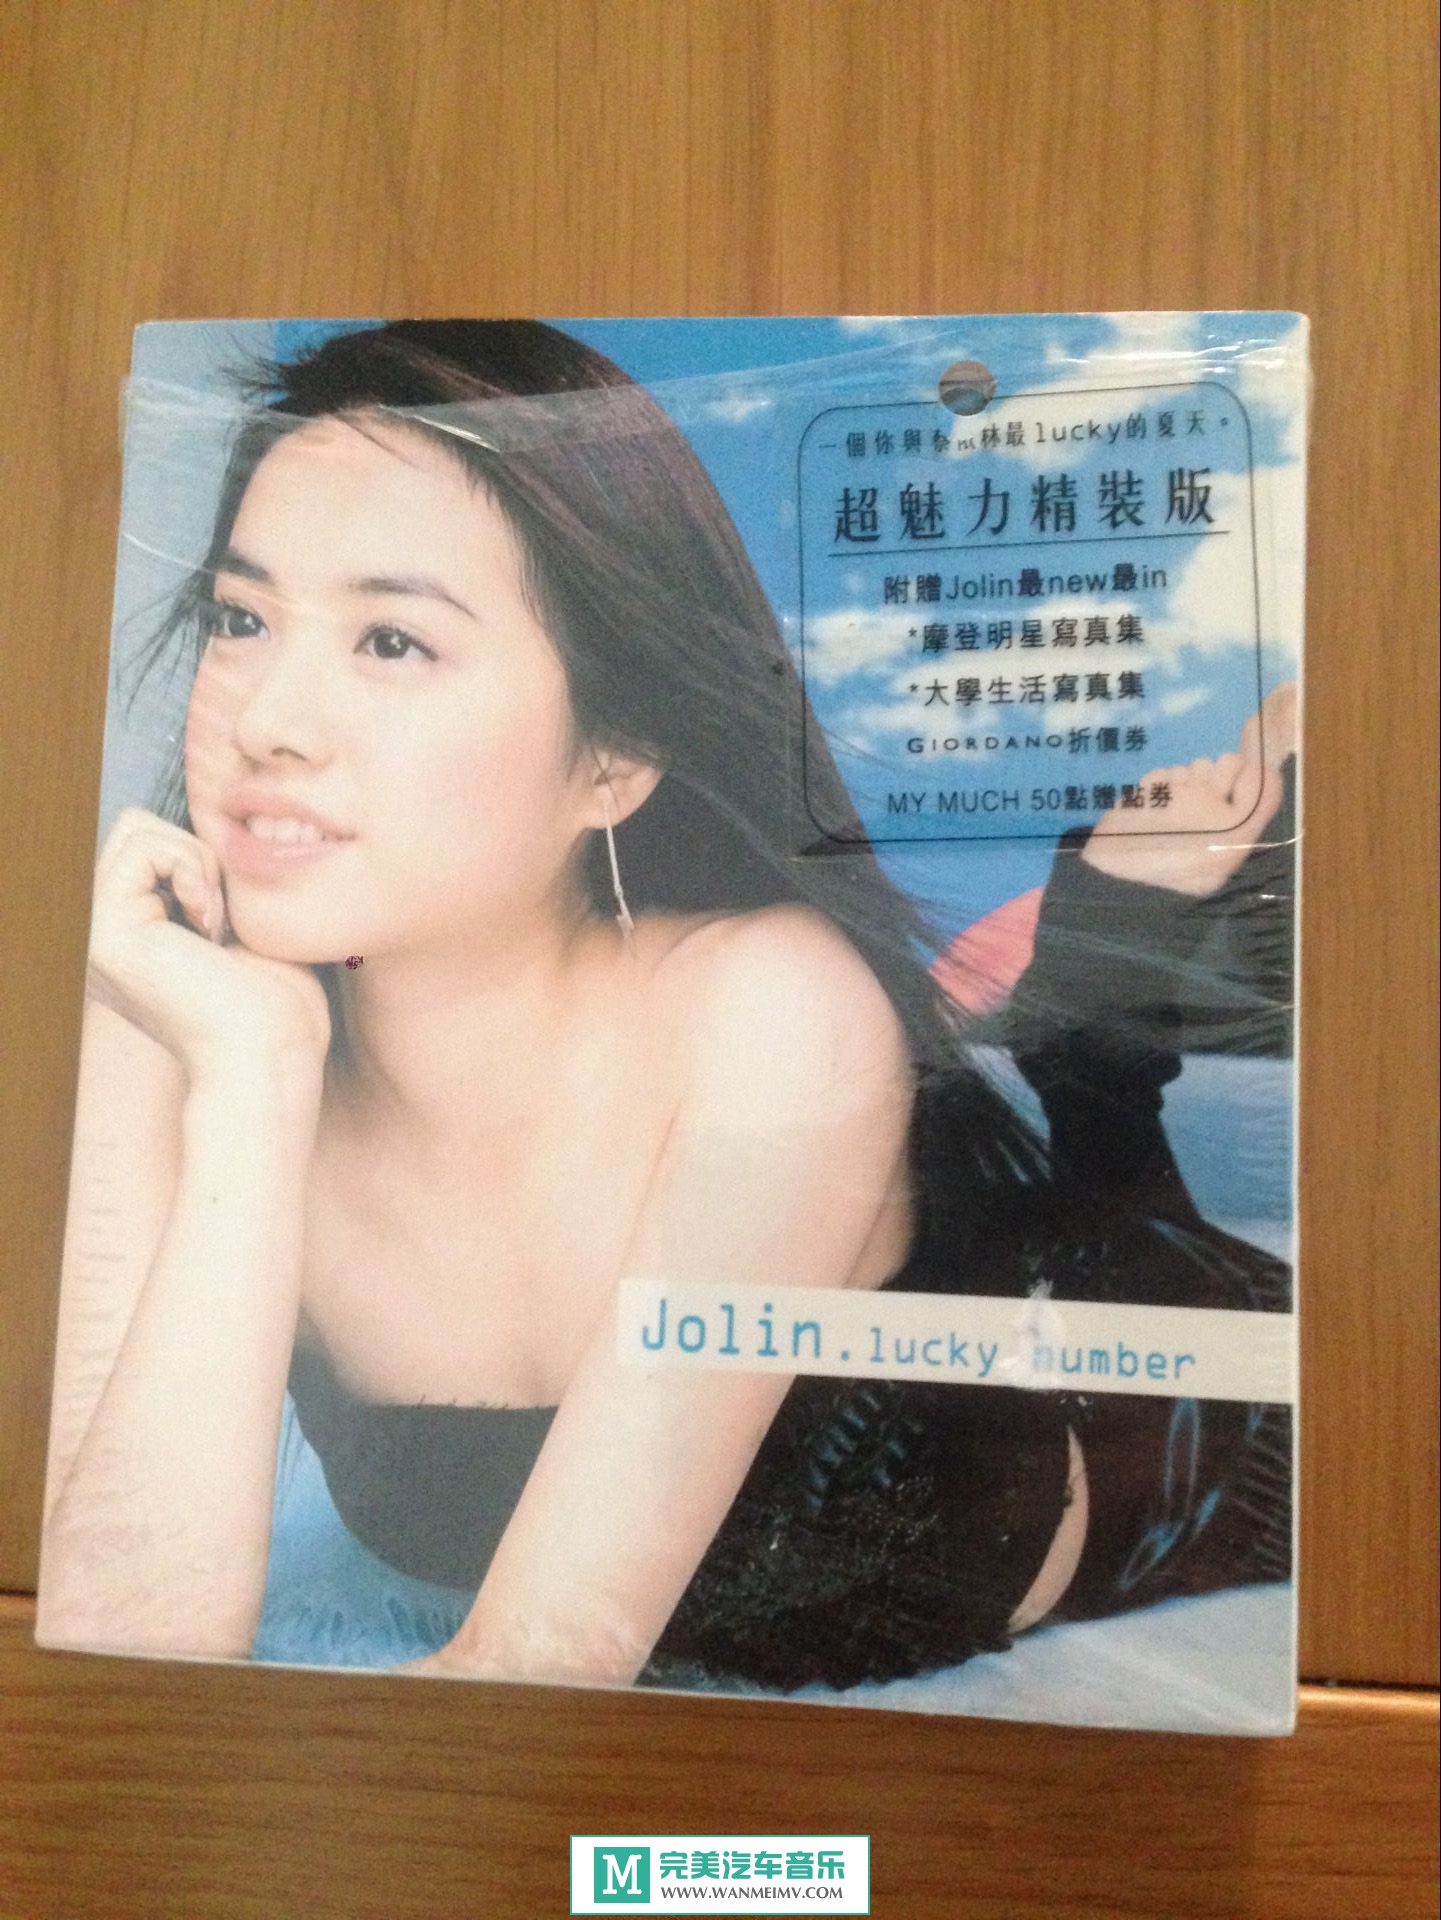 一個你與蔡依林最lucky的夏天。
超魅力精裝版
附贈Jolin最new最in
*摩登明星寫真集
*大學生活寫真集
GIORDANO折價券
MY MUCH 50點贈點券
Jolin.lucky number
M 完美汽车音乐
WWW.WANMEIMV.COM